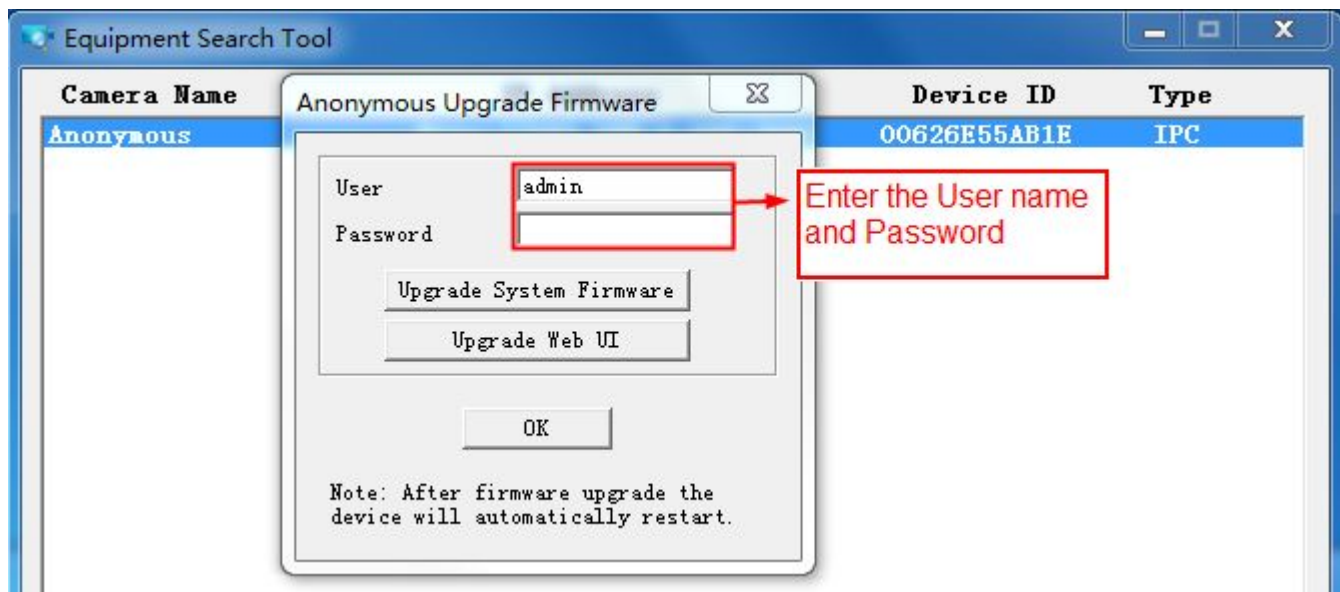 Equipment Search Tool
Camera Name Device ID Type
Anonymous 00626E55AB1E IPC
Anonymous Upgrade Firmware
User admin
Password
Enter the User name
and Password
Upgrade System Firmware
Upgrade Web UI
OK
Note: After firmware upgrade the
device will automatically restart.